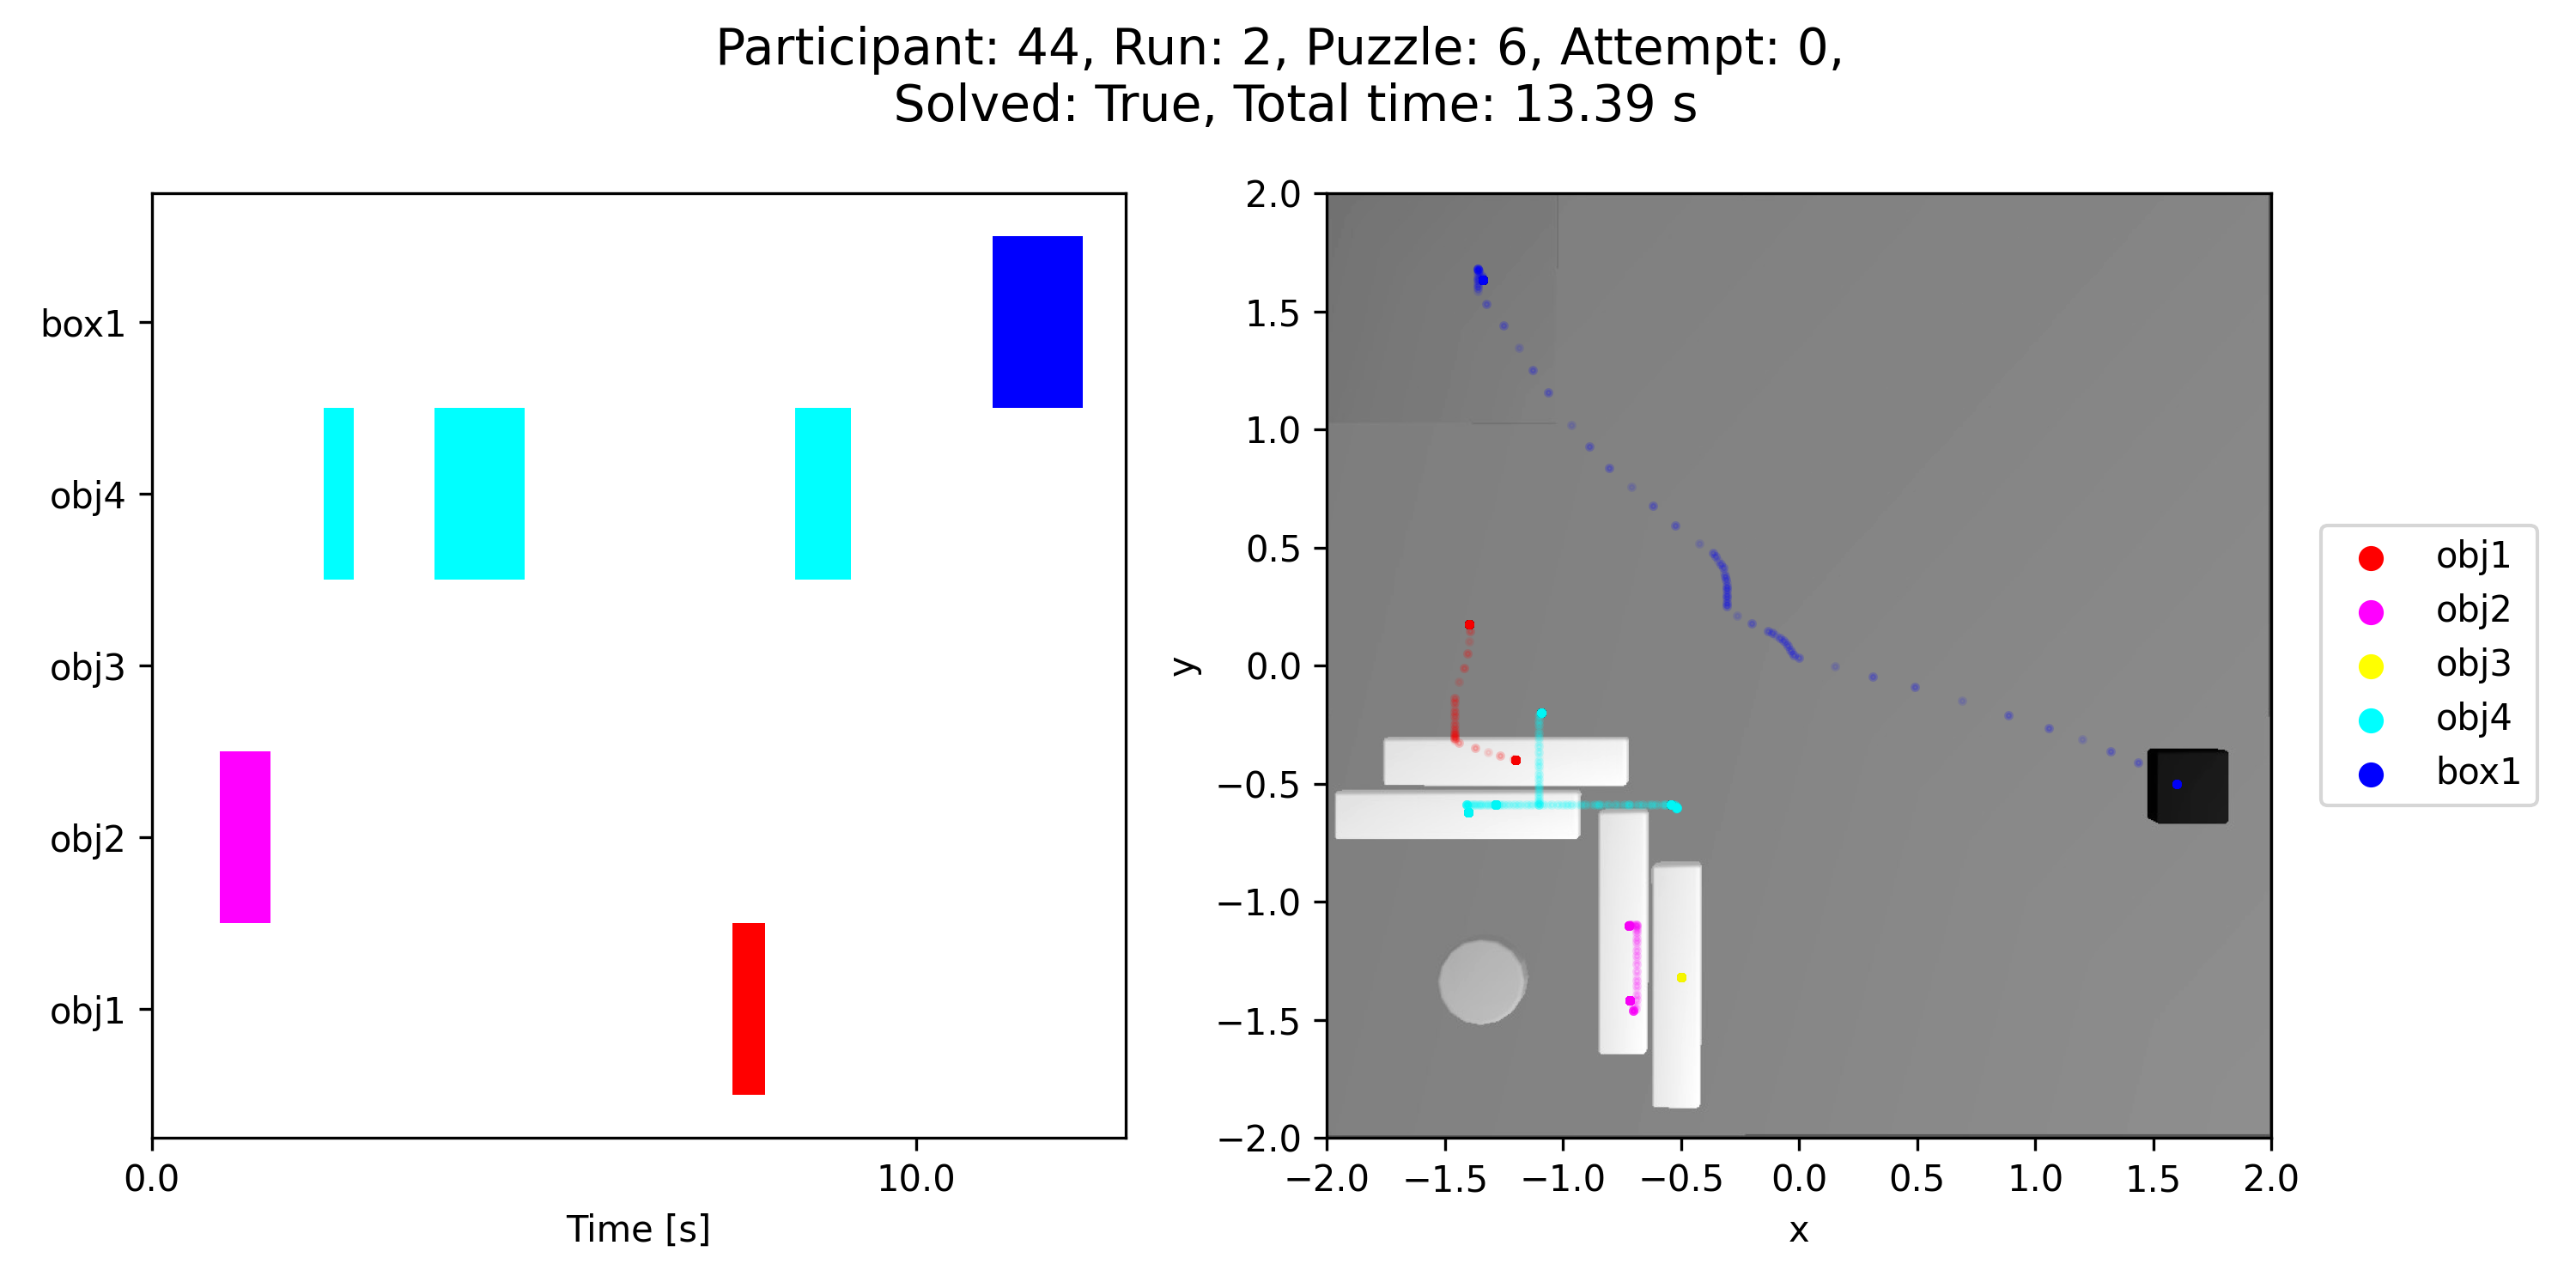 Participant: 44, Run: 2, Puzzle: 6, Attempt: 0,
Solved: True, Total time: 13.39 s
box1
obj4
obj3
obj2
obj1
0.0
10.0
Time [s]
2.0
1.5
1.0
0.5
0.0
−0.5
−1.0
−1.5
−2.0
y
−2.0
−1.5
−1.0
−0.5
0.0
0.5
1.0
1.5
2.0
x
obj1
obj2
obj3
obj4
box1